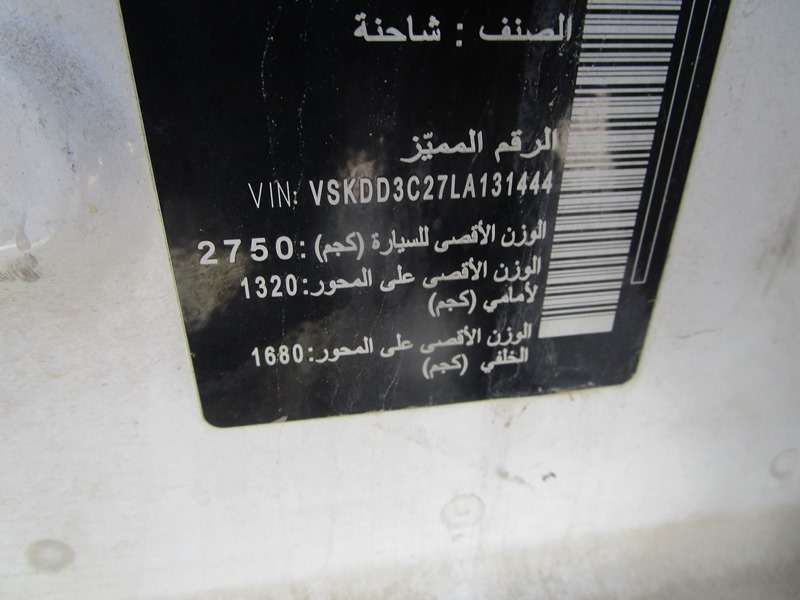 الصنف : شاحنة
الرقم المميّز
VIN: VSKDD3C27LA131444
الوزن الأقصى للسيارة (كجم): 2750
الوزن الأقصى على المحور: 1320
لأمامي (كجم)
الوزن الأقصى على المحور: 1680
الخلفي (كجم)